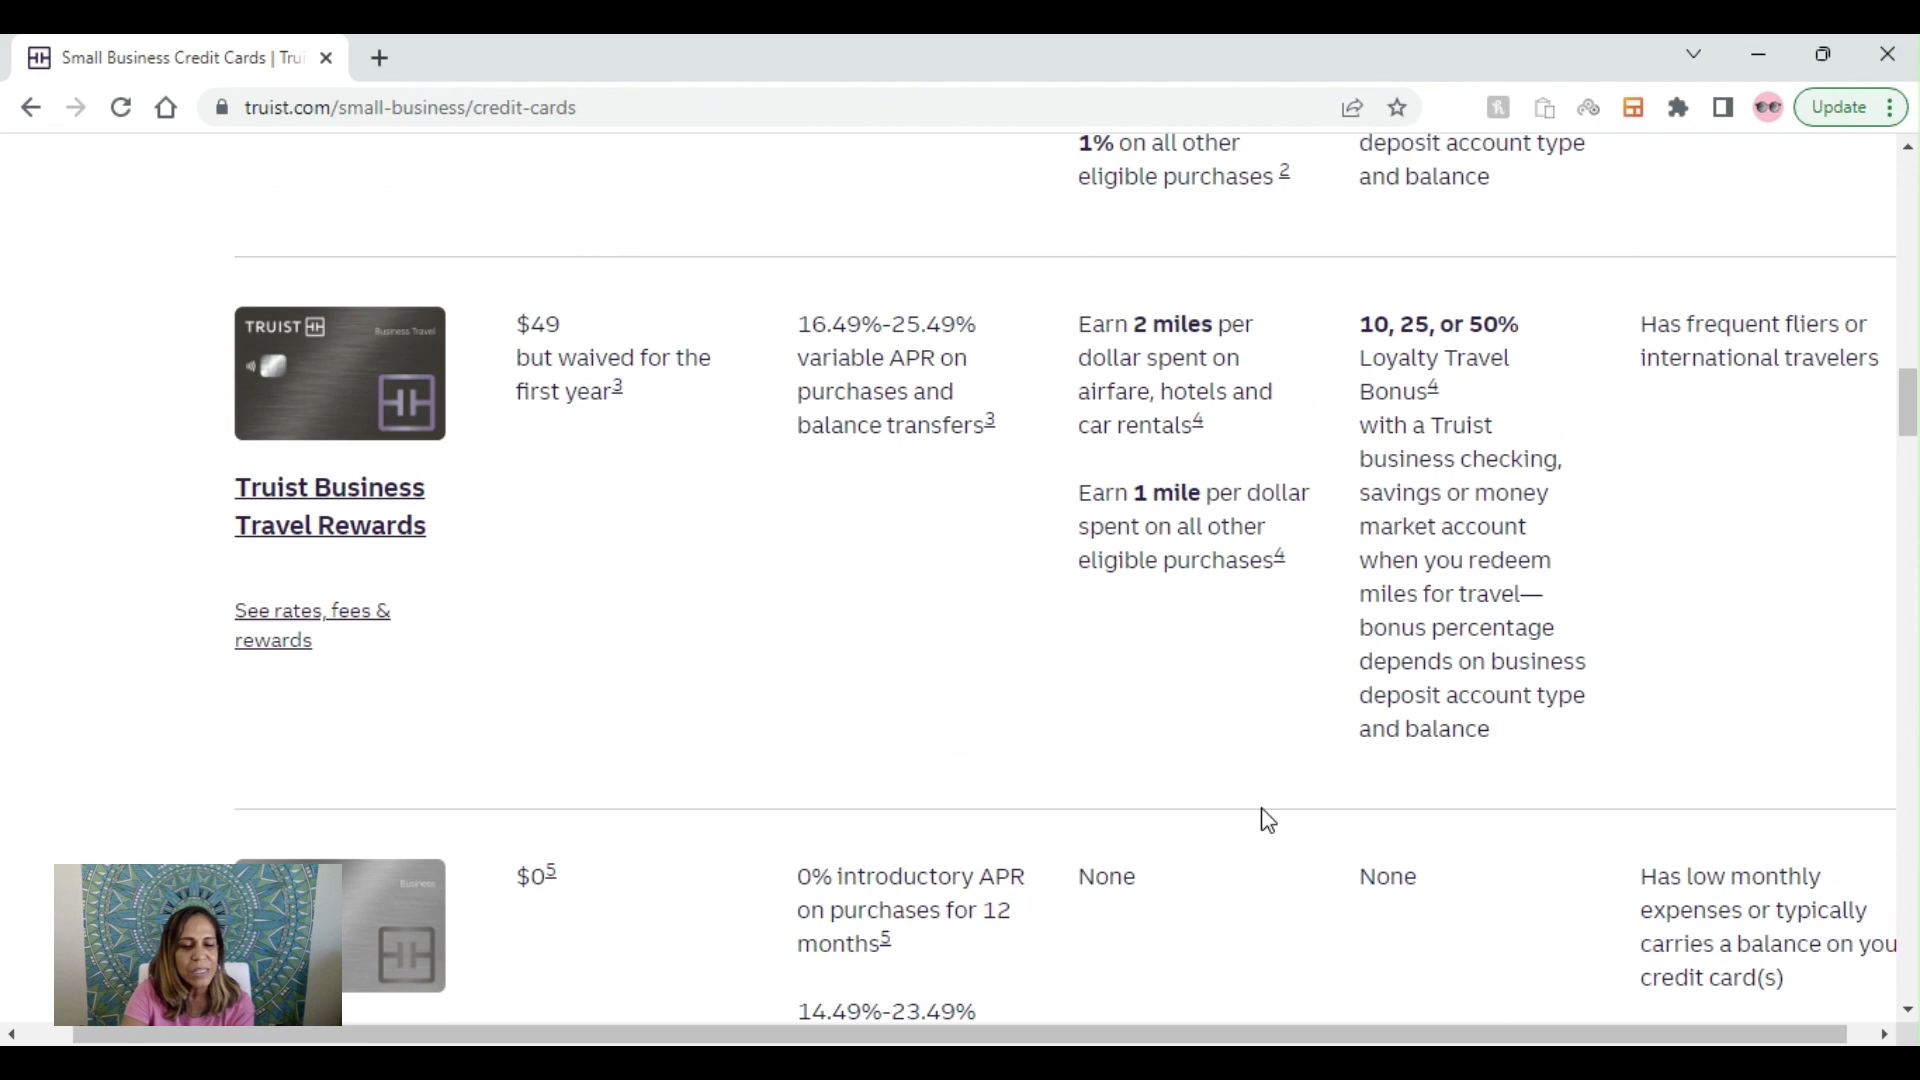 Small Business Credit Cards | Trui
truist.com/small-business/credit-cards
Update
1% on all other
eligible purchases 2
deposit account type
and balance
TRUIST
Business Travel
Truist Business
Travel Rewards
See rates, fees &
rewards
$49
but waived for the
first year3
16.49%-25.49%
variable APR on
purchases and
balance transfers3
Earn 2 miles per
dollar spent on
airfare, hotels and
car rentals4
Earn 1 mile per dollar
spent on all other
eligible purchases4
10, 25, or 50%
Loyalty Travel
Bonus4
with a Truist
business checking,
savings or money
market account
when you redeem
miles for travel—
bonus percentage
depends on business
deposit account type
and balance
Has frequent fliers or
international travelers
Business
$05
0% introductory APR
on purchases for 12
months5
14.49%-23.49%
None
None
Has low monthly
expenses or typically
carries a balance on you
credit card(s)